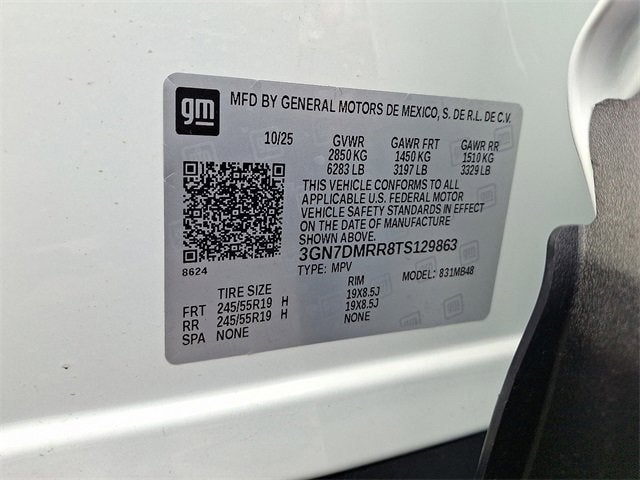 gm
MFD BY GENERAL MOTORS DE MEXICO, S. DE R.L. DE C.V.
10/25 GVWR GAWR FRT GAWR RR
2850 KG 1450 KG 1510 KG
6283 LB 3197 LB 3329 LB
THIS VEHICLE CONFORMS TO ALL
APPLICABLE U.S. FEDERAL MOTOR
VEHICLE SAFETY STANDARDS IN EFFECT
ON THE DATE OF MANUFACTURE
SHOWN ABOVE.
3GN7DMRR8TS129863
8624
TYPE: MPV MODEL: 831MB48
TIRE SIZE RIM
FRT 245/55R19 H 19X8.5J
RR 245/55R19 H 19X8.5J
SPA NONE NONE